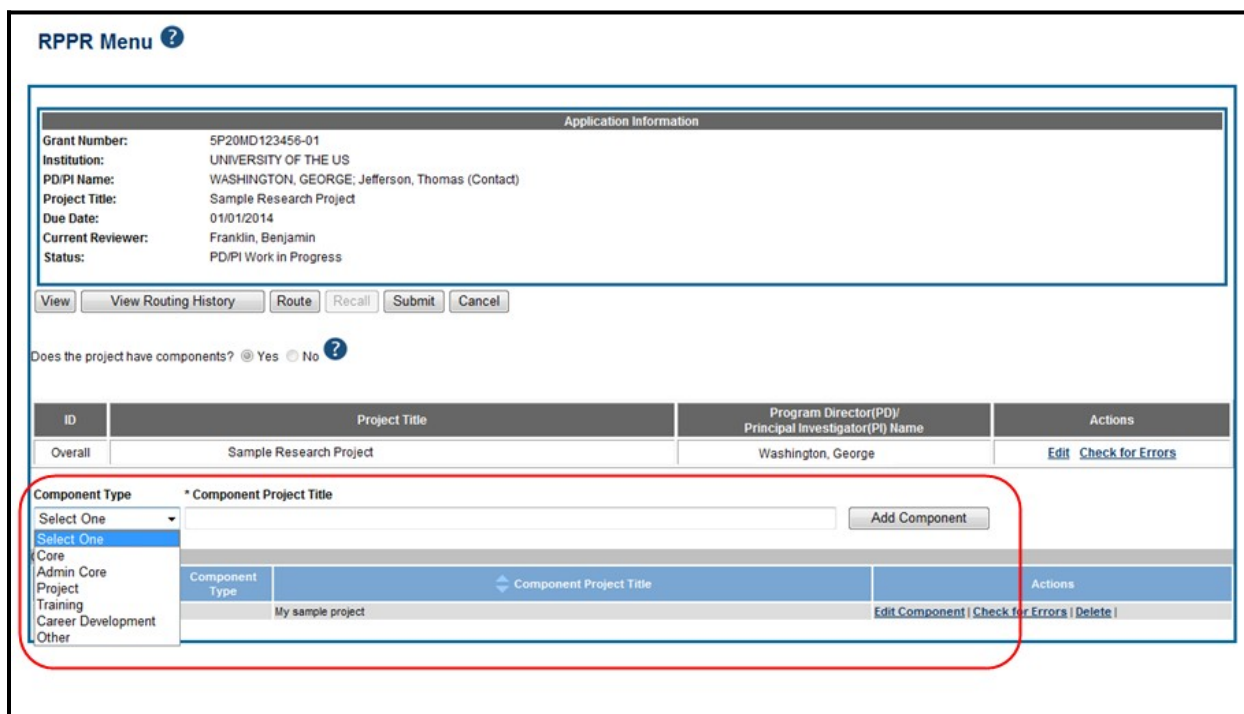 RPPR Menu ?
Application Information
Grant Number: 5P20MD123456-01
Institution: UNIVERSITY OF THE US
PD/PI Name: WASHINGTON, GEORGE; Jefferson, Thomas (Contact)
Project Title: Sample Research Project
Due Date: 01/01/2014
Current Reviewer: Franklin, Benjamin
Status: PD/PI Work in Progress
View View Routing History Route Recall Submit Cancel
Does the project have components? Yes No ?
ID Project Title Program Director(PD)/ Actions
Principal Investigator(PI) Name
Overall Sample Research Project Washington, George Edit Check for Errors
Component Type * Component Project Title
Select One Add Component
Select One
Core
Admin Core
Project
Training
Career Development
Other
Component Component Project Title Actions
Type
My sample project Edit Component | Check for Errors | Delete |